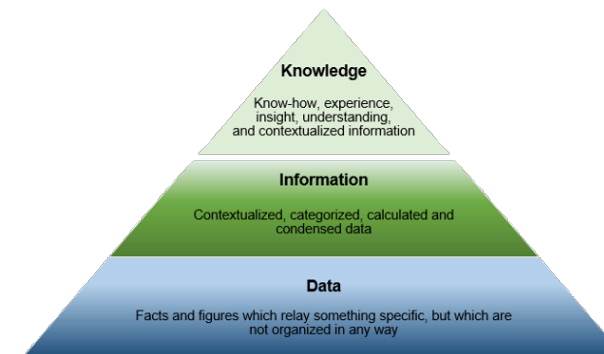 Knowledge
Know-how, experience,
insight, understanding,
and contextualized information
Information
Contextualized, categorized, calculated and
condensed data
Data
Facts and figures which relay something specific, but which are
not organized in any way